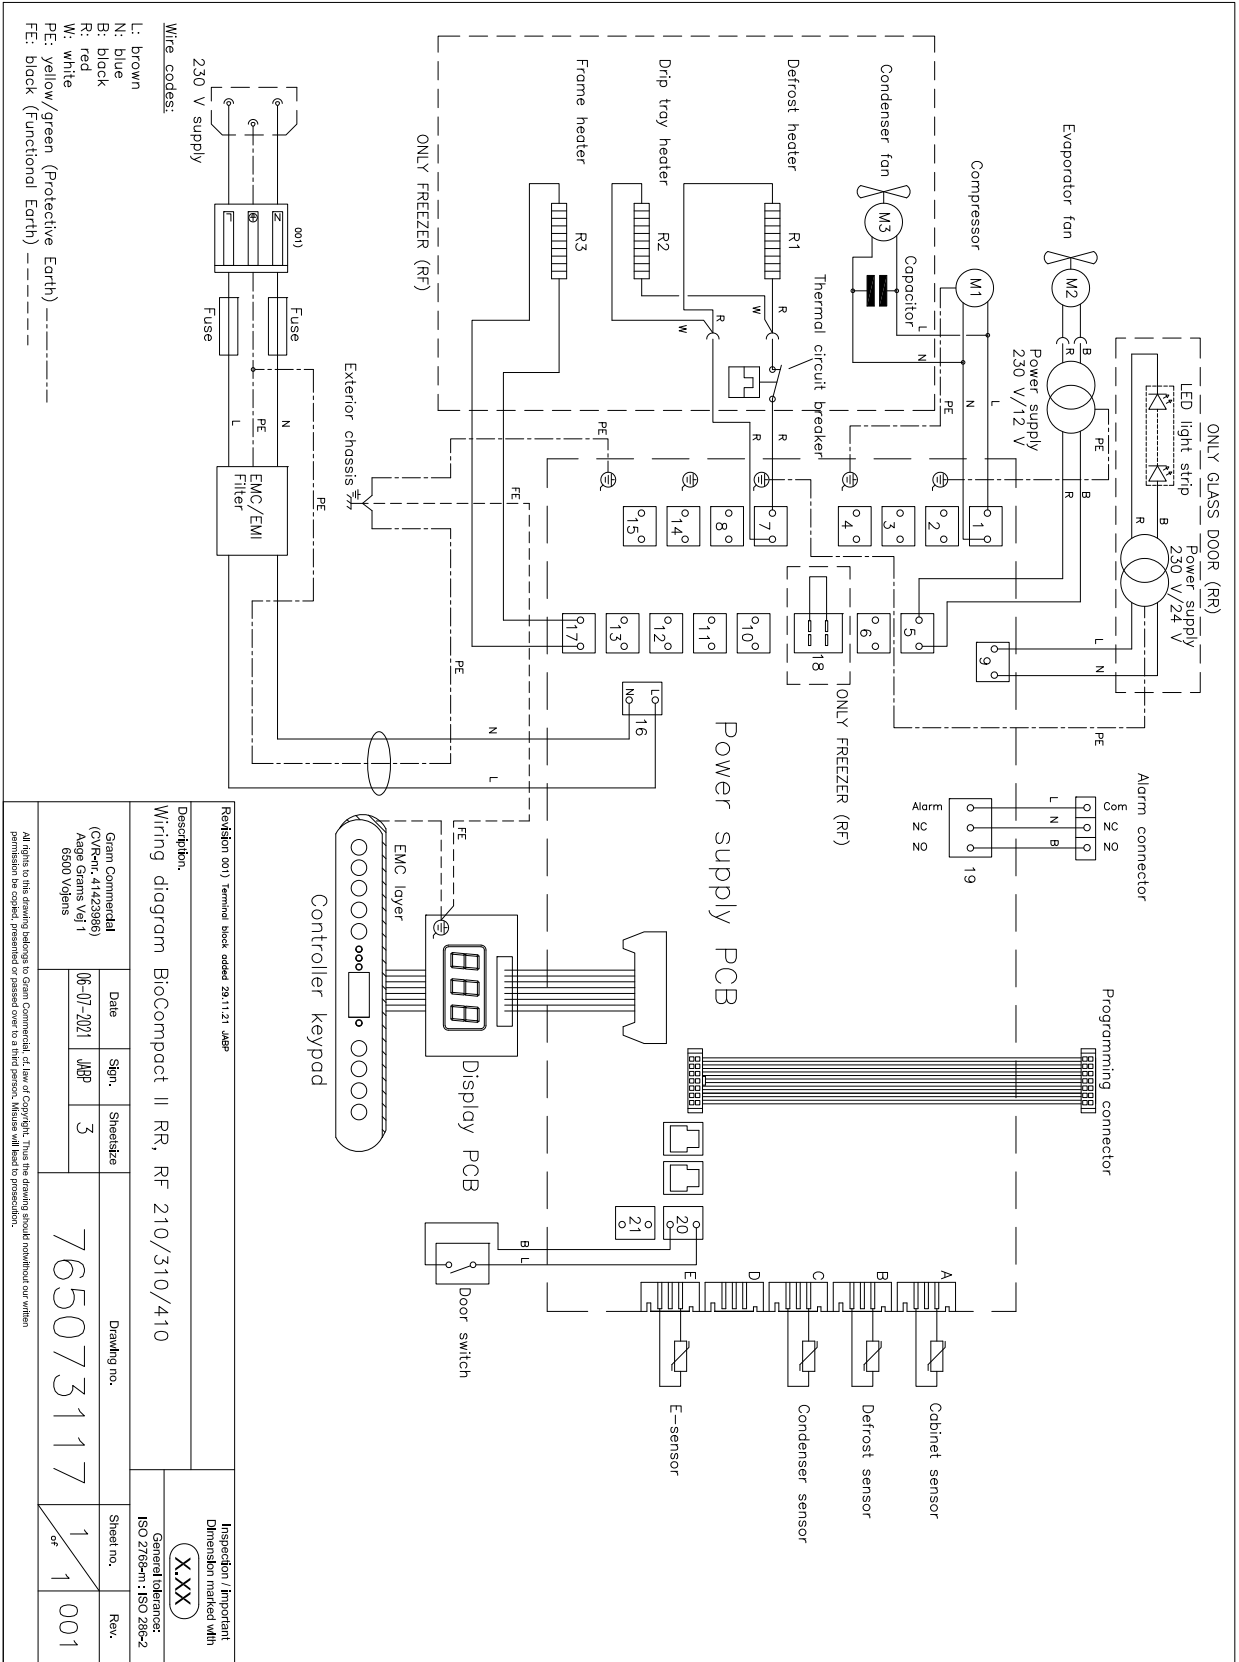 ONLY GLASS DOOR (RR)
LED light strip
Power supply
230 V/24 V
B
R
L
N
PE
Evaporator fan
M2
B
R
Power supply
230 V/12 V
PE
B
R
Compressor
M1
L
N
PE
Condenser fan
M3
Capacitor
L
N
Defrost heater
R1
Thermal circuit breaker
R
W
R
R
Drip tray heater
R2
R
W
Frame heater
R3
ONLY FREEZER (RF)
Alarm connector
Com
NC
NO
L
N
B
Alarm
NC
NO
19
1
2
3
4
7
8
14
15
5
6
9
18
ONLY FREEZER (RF)
10
11
12
13
17
L
N
16
PE
FE
Power supply PCB
Programming connector
A
B
C
D
E
Cabinet sensor
Defrost sensor
Condenser sensor
E-sensor
20
21
B
L
Door switch
Display PCB
EMC layer
FE
Controller keypad
Exterior chassis
PE
PE
N
L
230 V supply
001)
N
L
Fuse
Fuse
N
PE
L
EMC/EMI
Filter
Wire codes:
L: brown
N: blue
B: black
R: red
W: white
PE: yellow/green (Protective Earth)
FE: black (Functional Earth)
Revision 001) Terminal block added 29.11.21 JABP
Inspection / important
Dimension marked with
X.XX
Description.
Wiring diagram BioCompact II RR, RF 210/310/410
Generel tolerance:
ISO 2768-m : ISO 286-2
Gram Commercial
(CVR-nr. 41423986)
Aage Grams Vej 1
6500 Vojens
Date
Sign.
Sheetsize
Drawing no.
Sheet no.
Rev.
06-07-2021
JABP
3
765073117
1 of 1
001
All rights to this drawing belongs to Gram Commercial, cf. law of Copyright. Thus the drawing should notwithout our written
permission be copied, presented or passed over to a third person. Misuse will lead to prosecution.